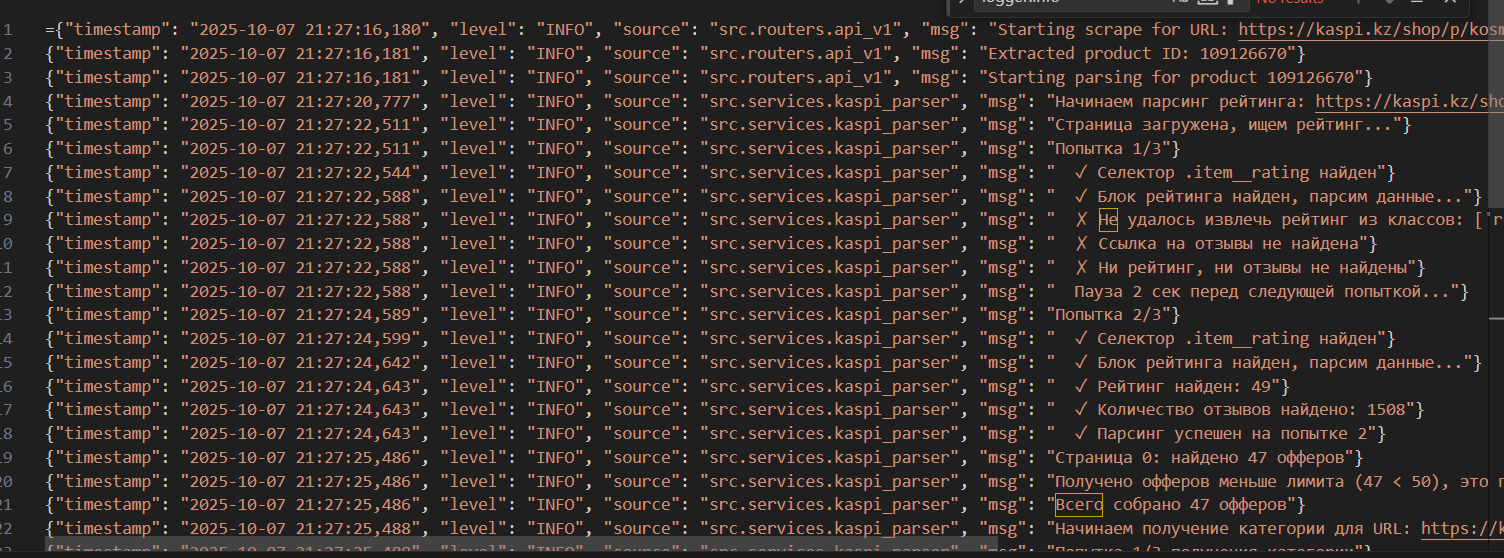 No results
1 ={"timestamp": "2025-10-07 21:27:16,180", "level": "INFO", "source": "src.routers.api_v1", "msg": "Starting scrape for URL: https://kaspi.kz/shop/p/kosm
2 {"timestamp": "2025-10-07 21:27:16,181", "level": "INFO", "source": "src.routers.api_v1", "msg": "Extracted product ID: 109126670"}
3 {"timestamp": "2025-10-07 21:27:16,181", "level": "INFO", "source": "src.routers.api_v1", "msg": "Starting parsing for product 109126670"}
4 {"timestamp": "2025-10-07 21:27:20,777", "level": "INFO", "source": "src.services.kaspi_parser", "msg": "Начинаем парсинг рейтинга: https://kaspi.kz/sho
5 {"timestamp": "2025-10-07 21:27:22,511", "level": "INFO", "source": "src.services.kaspi_parser", "msg": "Страница загружена, ищем рейтинг..."}
6 {"timestamp": "2025-10-07 21:27:22,511", "level": "INFO", "source": "src.services.kaspi_parser", "msg": "Попытка 1/3"}
7 {"timestamp": "2025-10-07 21:27:22,544", "level": "INFO", "source": "src.services.kaspi_parser", "msg": "  ✓ Селектор .item__rating найден"}
8 {"timestamp": "2025-10-07 21:27:22,588", "level": "INFO", "source": "src.services.kaspi_parser", "msg": "  ✓ Блок рейтинга найден, парсим данные..."}
9 {"timestamp": "2025-10-07 21:27:22,588", "level": "INFO", "source": "src.services.kaspi_parser", "msg": "  ✗ Не удалось извлечь рейтинг из классов: ['r
10 {"timestamp": "2025-10-07 21:27:22,588", "level": "INFO", "source": "src.services.kaspi_parser", "msg": "  ✗ Ссылка на отзывы не найдена"}
11 {"timestamp": "2025-10-07 21:27:22,588", "level": "INFO", "source": "src.services.kaspi_parser", "msg": "  ✗ Ни рейтинг, ни отзывы не найдены"}
12 {"timestamp": "2025-10-07 21:27:22,588", "level": "INFO", "source": "src.services.kaspi_parser", "msg": "  Пауза 2 сек перед следующей попыткой..."}
13 {"timestamp": "2025-10-07 21:27:24,589", "level": "INFO", "source": "src.services.kaspi_parser", "msg": "Попытка 2/3"}
14 {"timestamp": "2025-10-07 21:27:24,599", "level": "INFO", "source": "src.services.kaspi_parser", "msg": "  ✓ Селектор .item__rating найден"}
15 {"timestamp": "2025-10-07 21:27:24,642", "level": "INFO", "source": "src.services.kaspi_parser", "msg": "  ✓ Блок рейтинга найден, парсим данные..."}
16 {"timestamp": "2025-10-07 21:27:24,643", "level": "INFO", "source": "src.services.kaspi_parser", "msg": "  ✓ Рейтинг найден: 49"}
17 {"timestamp": "2025-10-07 21:27:24,643", "level": "INFO", "source": "src.services.kaspi_parser", "msg": "  ✓ Количество отзывов найдено: 1508"}
18 {"timestamp": "2025-10-07 21:27:24,643", "level": "INFO", "source": "src.services.kaspi_parser", "msg": "  ✓ Парсинг успешен на попытке 2"}
19 {"timestamp": "2025-10-07 21:27:25,486", "level": "INFO", "source": "src.services.kaspi_parser", "msg": "Страница 0: найдено 47 офферов"}
20 {"timestamp": "2025-10-07 21:27:25,486", "level": "INFO", "source": "src.services.kaspi_parser", "msg": "Получено офферов меньше лимита (47 < 50), это п
21 {"timestamp": "2025-10-07 21:27:25,486", "level": "INFO", "source": "src.services.kaspi_parser", "msg": "Всего собрано 47 офферов"}
22 {"timestamp": "2025-10-07 21:27:25,488", "level": "INFO", "source": "src.services.kaspi_parser", "msg": "Начинаем получение категории для URL: https://k